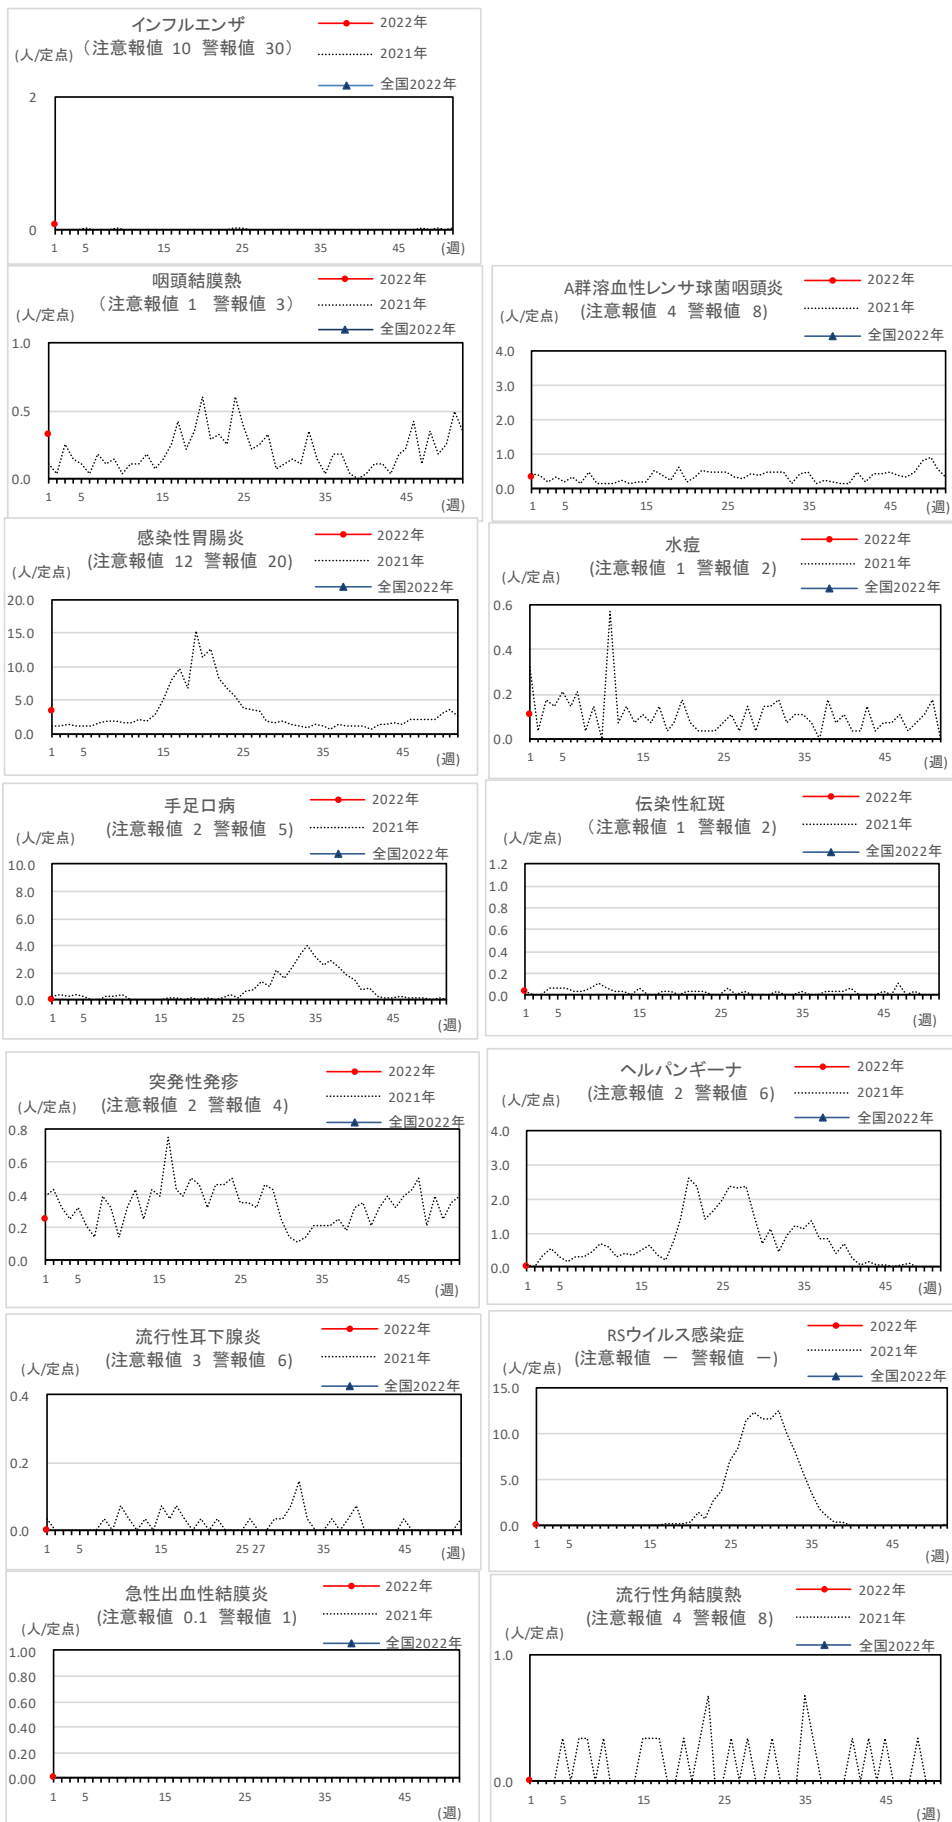 インフルエンザ
（注意報値 10 警報値 30）
(人/定点)
2022年
2021年
全国2022年
2
0
1 5 15 25 35 45 (週)
咽頭結膜熱
（注意報値 1 警報値 3）
(人/定点)
2022年
2021年
全国2022年
1.0
0.5
0.0
1 5 15 25 35 45 (週)
A群溶血性レンサ球菌咽頭炎
(注意報値 4 警報値 8)
(人/定点)
2022年
2021年
全国2022年
4.0
3.0
2.0
1.0
0.0
1 5 15 25 35 45 (週)
感染性胃腸炎
(注意報値 12 警報値 20)
(人/定点)
2022年
2021年
全国2022年
20.0
15.0
10.0
5.0
0.0
1 5 15 25 35 45 (週)
水痘
(注意報値 1 警報値 2)
(人/定点)
2022年
2021年
全国2022年
0.6
0.4
0.2
0.0
1 5 15 25 35 45 (週)
手足口病
(注意報値 2 警報値 5)
(人/定点)
2022年
2021年
全国2022年
10.0
8.0
6.0
4.0
2.0
0.0
1 5 15 25 35 45 (週)
伝染性紅斑
（注意報値 1 警報値 2）
(人/定点)
2022年
2021年
全国2022年
1.2
1.0
0.8
0.6
0.4
0.2
0.0
1 5 15 25 35 45 (週)
突発性発疹
(注意報値 2 警報値 4)
(人/定点)
2022年
2021年
全国2022年
0.8
0.6
0.4
0.2
0.0
1 5 15 25 35 45 (週)
ヘルパンギーナ
(注意報値 2 警報値 6)
(人/定点)
2022年
2021年
全国2022年
4.0
3.0
2.0
1.0
0.0
1 5 15 25 35 45 (週)
流行性耳下腺炎
(注意報値 3 警報値 6)
(人/定点)
2022年
2021年
全国2022年
0.4
0.2
0.0
1 5 15 25 27 35 45 (週)
RSウイルス感染症
(注意報値 － 警報値 －)
(人/定点)
2022年
2021年
全国2022年
15.0
10.0
5.0
0.0
1 5 15 25 35 45 (週)
急性出血性結膜炎
(注意報値 0.1 警報値 1)
(人/定点)
2022年
2021年
全国2022年
1.00
0.80
0.60
0.40
0.20
0.00
1 5 15 25 35 45 (週)
流行性角結膜熱
(注意報値 4 警報値 8)
(人/定点)
2022年
2021年
全国2022年
1.0
0.0
1 5 15 25 35 45 (週)